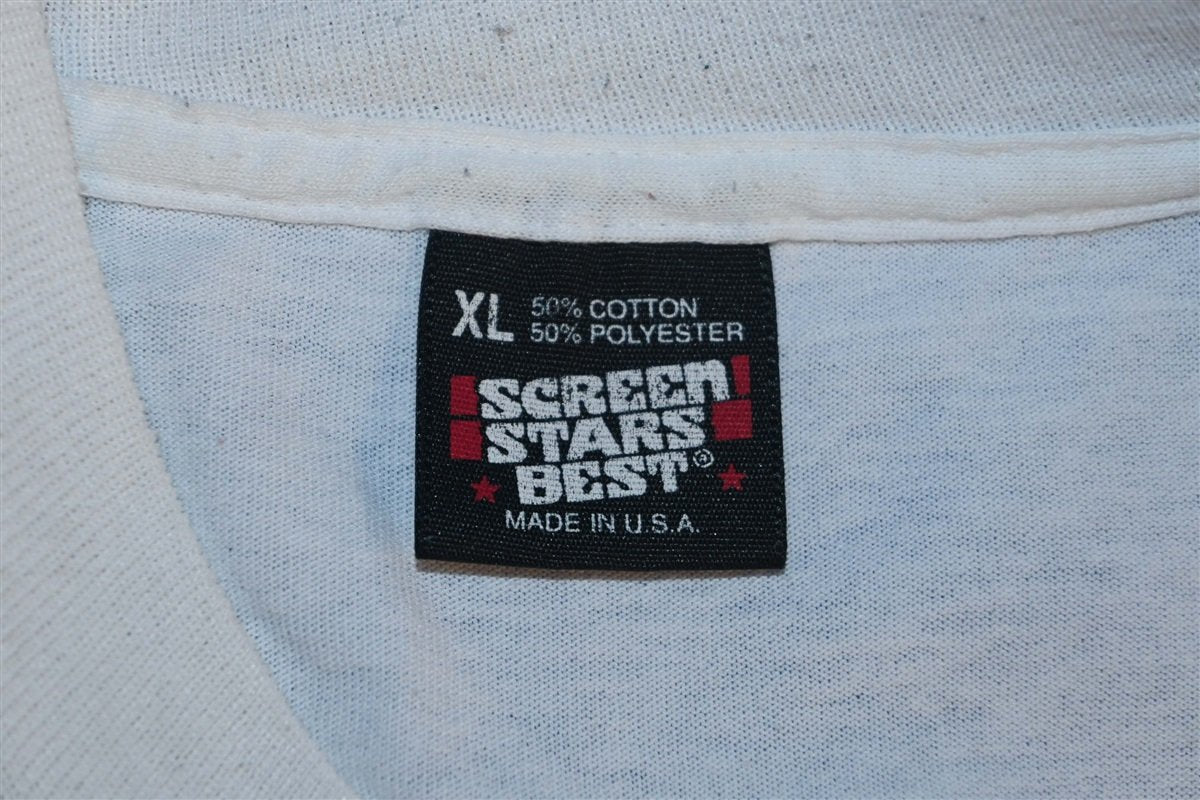 XL 50% COTTON
50% POLYESTER
SCREEN
STARS
BEST®
MADE IN U.S.A.